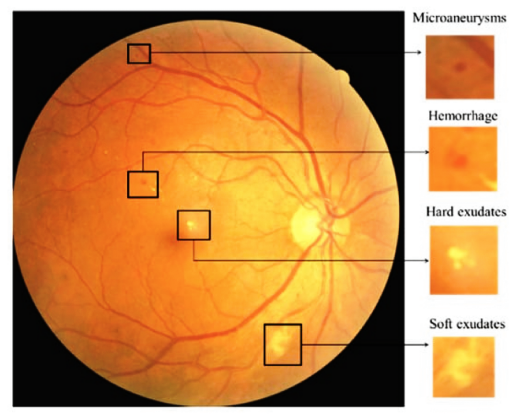 Microaneurysms
Hemorrhage
Hard exudates
Soft exudates